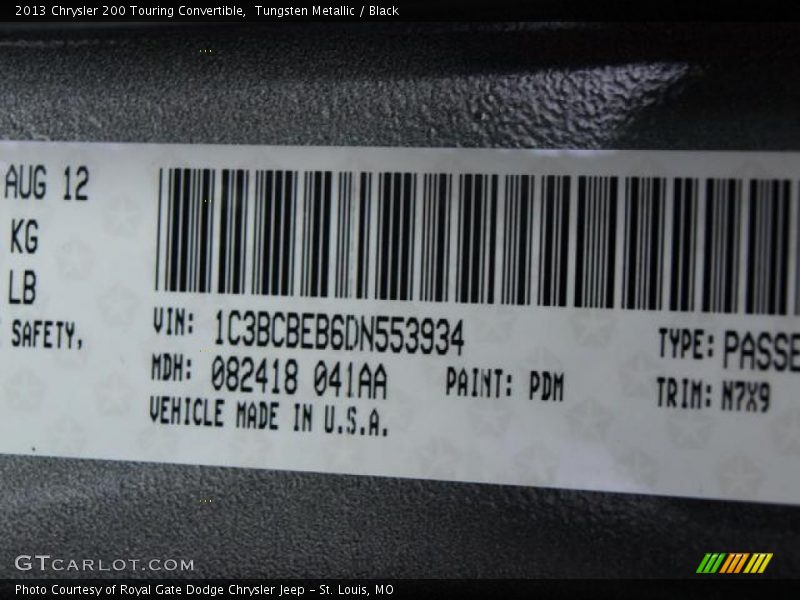 2013 Chrysler 200 Touring Convertible, Tungsten Metallic / Black
AUG 12
KG
LB
SAFETY,
VIN: 1C3BCBEB6DN553934
TYPE: PASSE
MDH: 082418 041AA
PAINT: PDM
TRIM: N7X9
VEHICLE MADE IN U.S.A.
GTCARLOT.COM
Photo Courtesy of Royal Gate Dodge Chrysler Jeep – St. Louis, MO